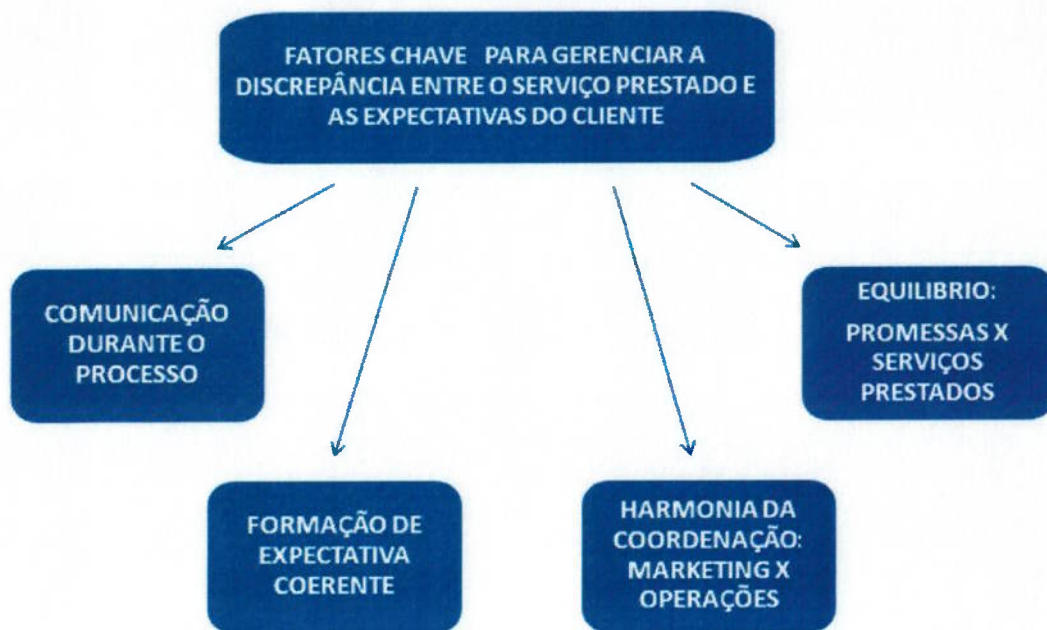 FATORES CHAVE PARA GERENCIAR A
DISCREPÂNCIA ENTRE O SERVIÇO PRESTADO E
AS EXPECTATIVAS DO CLIENTE
COMUNICAÇÃO
DURANTE O
PROCESSO
FORMAÇÃO DE
EXPECTATIVA
COERENTE
HARMONIA DA
COORDENAÇÃO:
MARKETING X
OPERAÇÕES
EQUILIBRIO:
PROMESSAS X
SERVIÇOS
PRESTADOS